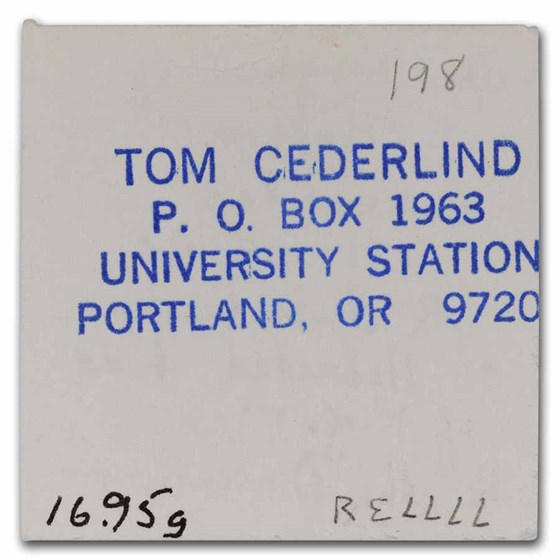 198
TOM CEDERLIND
P. O. BOX 1963
UNIVERSITY STATION
PORTLAND, OR 9720
16.95g
RELLLL